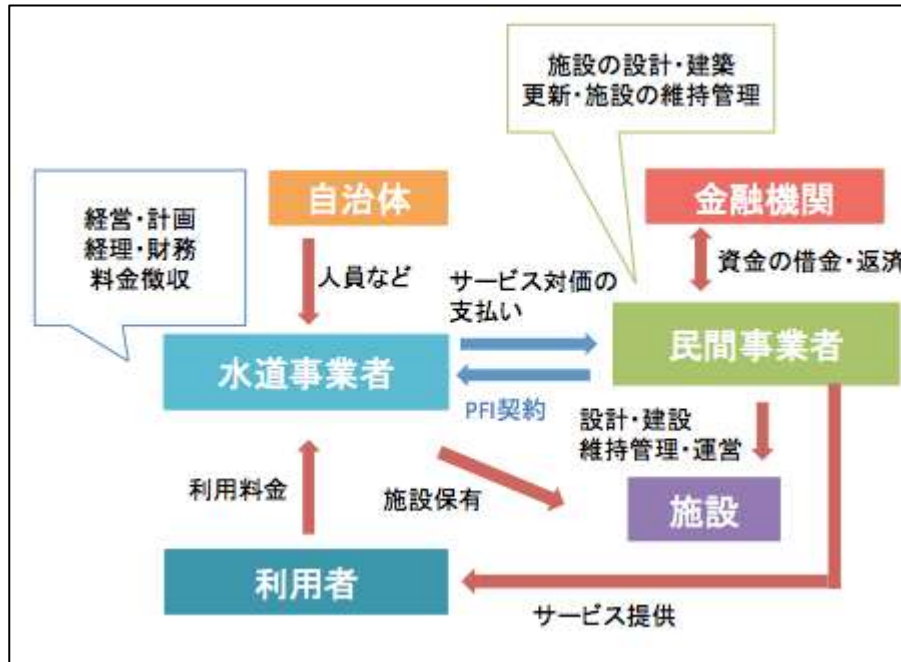 施設の設計・建築
更新・施設の維持管理
自治体
金融機関
経営・計画
経理・財務
料金徴収
人員など
サービス対価の
支払い
資金の借金・返済
水道事業者
民間事業者
PFI契約
設計・建設
維持管理・運営
利用料金
施設保有
施設
利用者
サービス提供